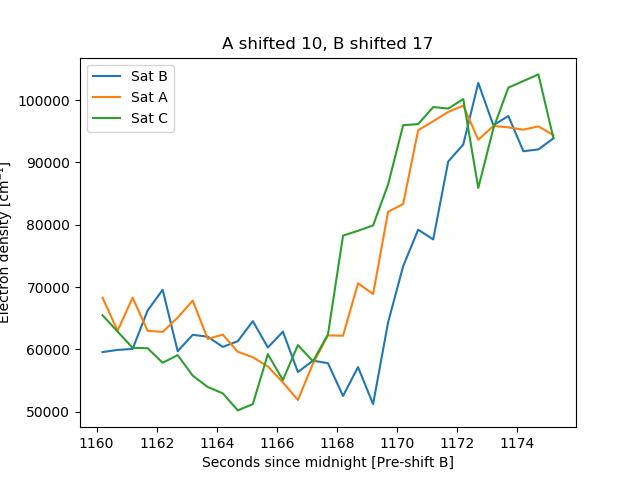 A shifted 10, B shifted 17
Sat B
Sat A
Sat C
100000
90000
80000
70000
60000
50000
Electron density [cm⁻¹]
1160 1162 1164 1166 1168 1170 1172 1174
Seconds since midnight [Pre-shift B]